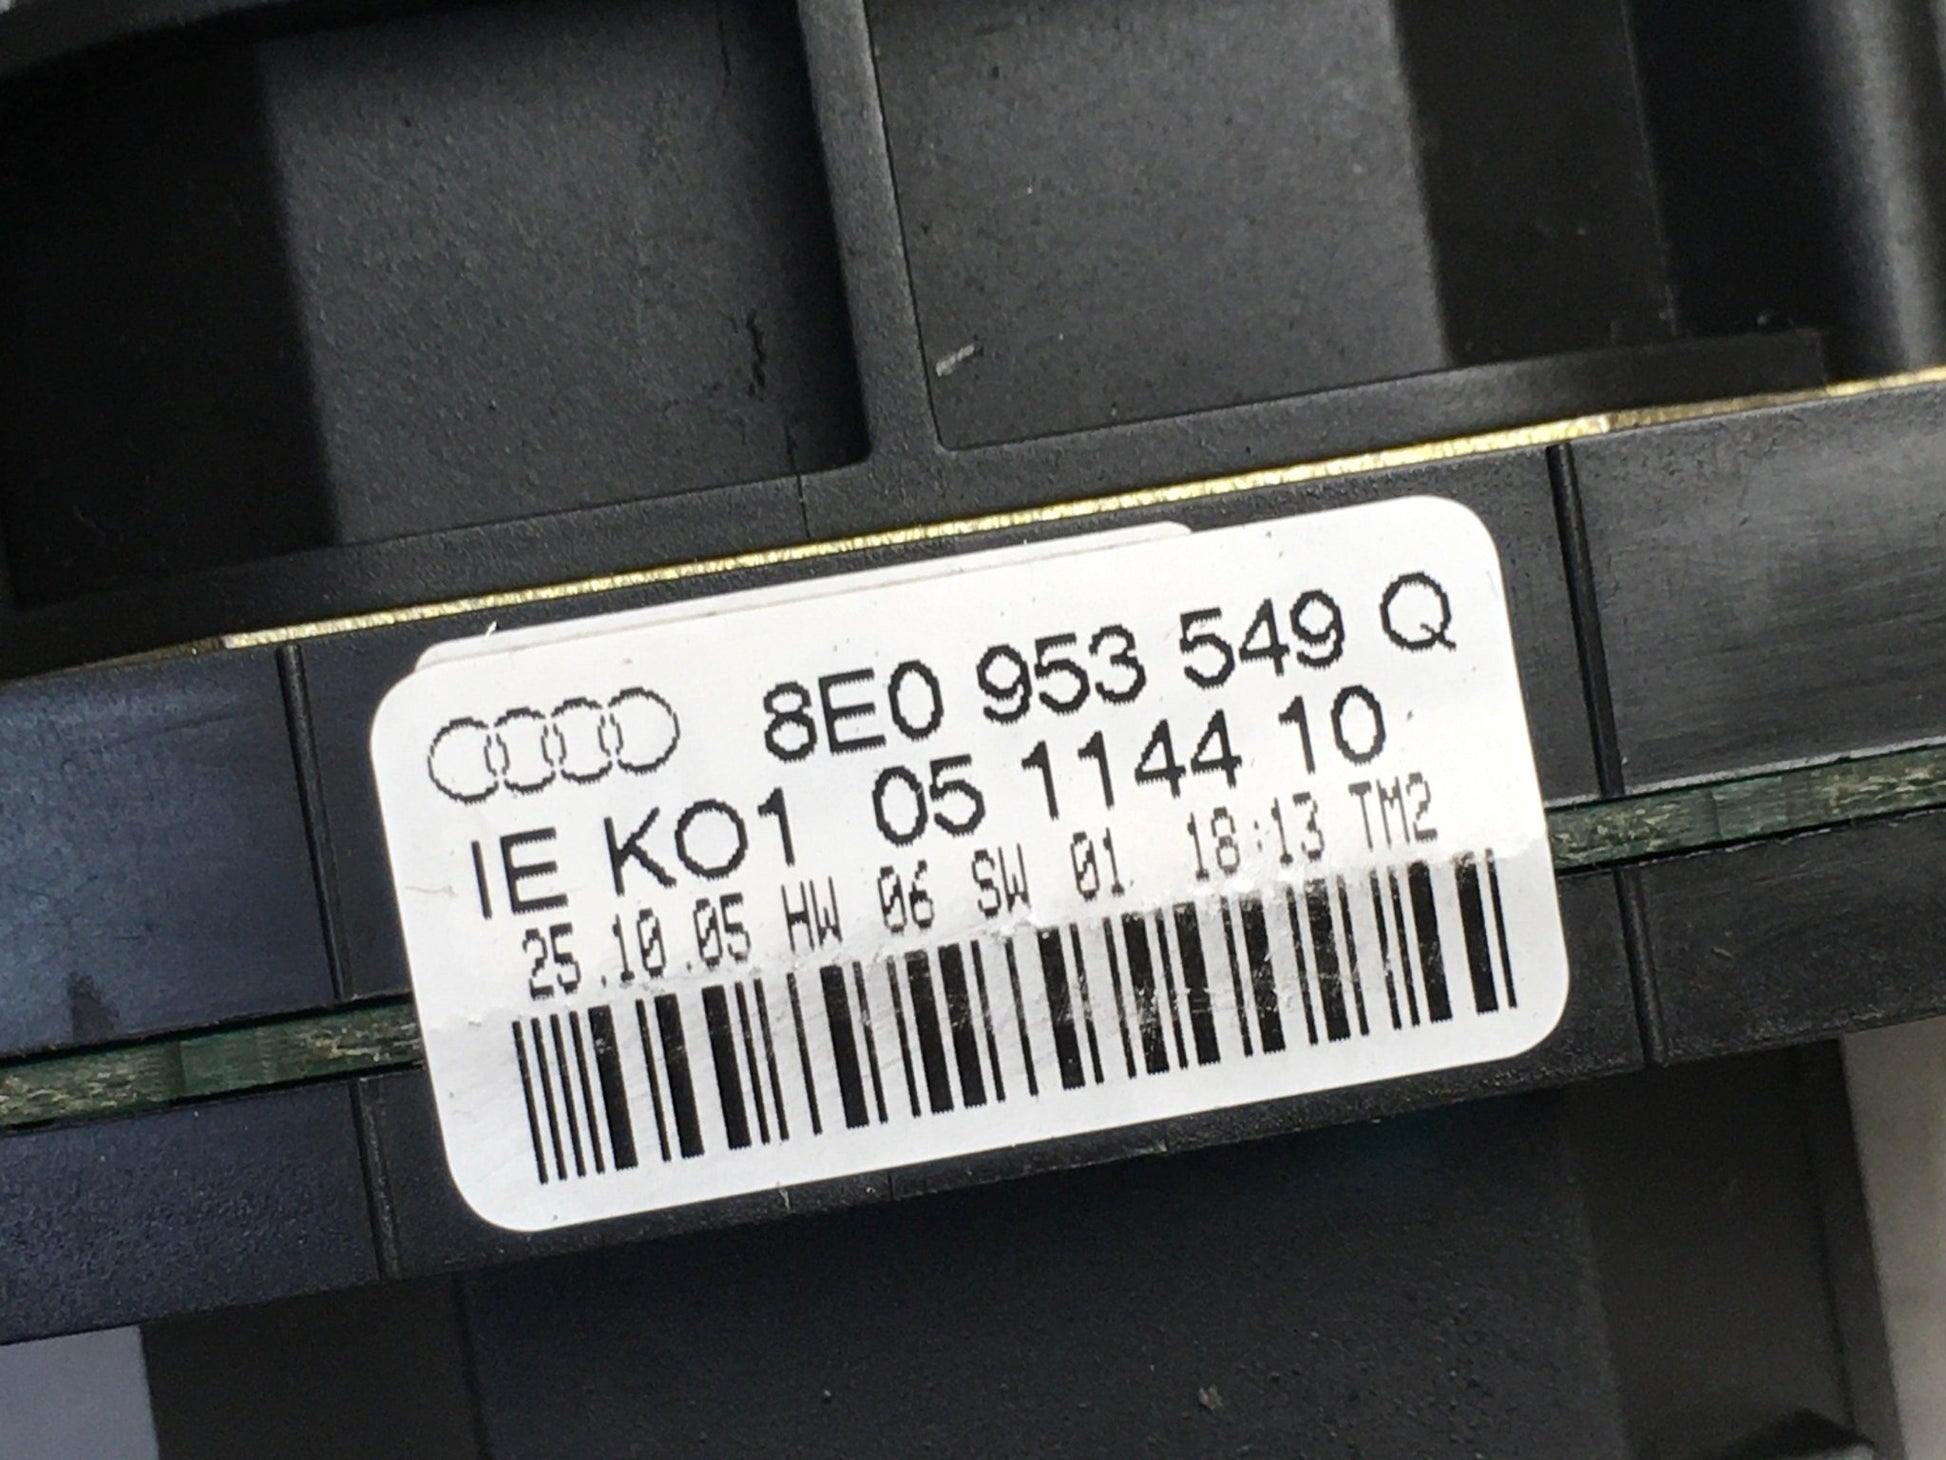 8E0 953 549 Q
IE KO1 05 1144 10
25.10.05 HW 06 SW 01 18:13 TM2